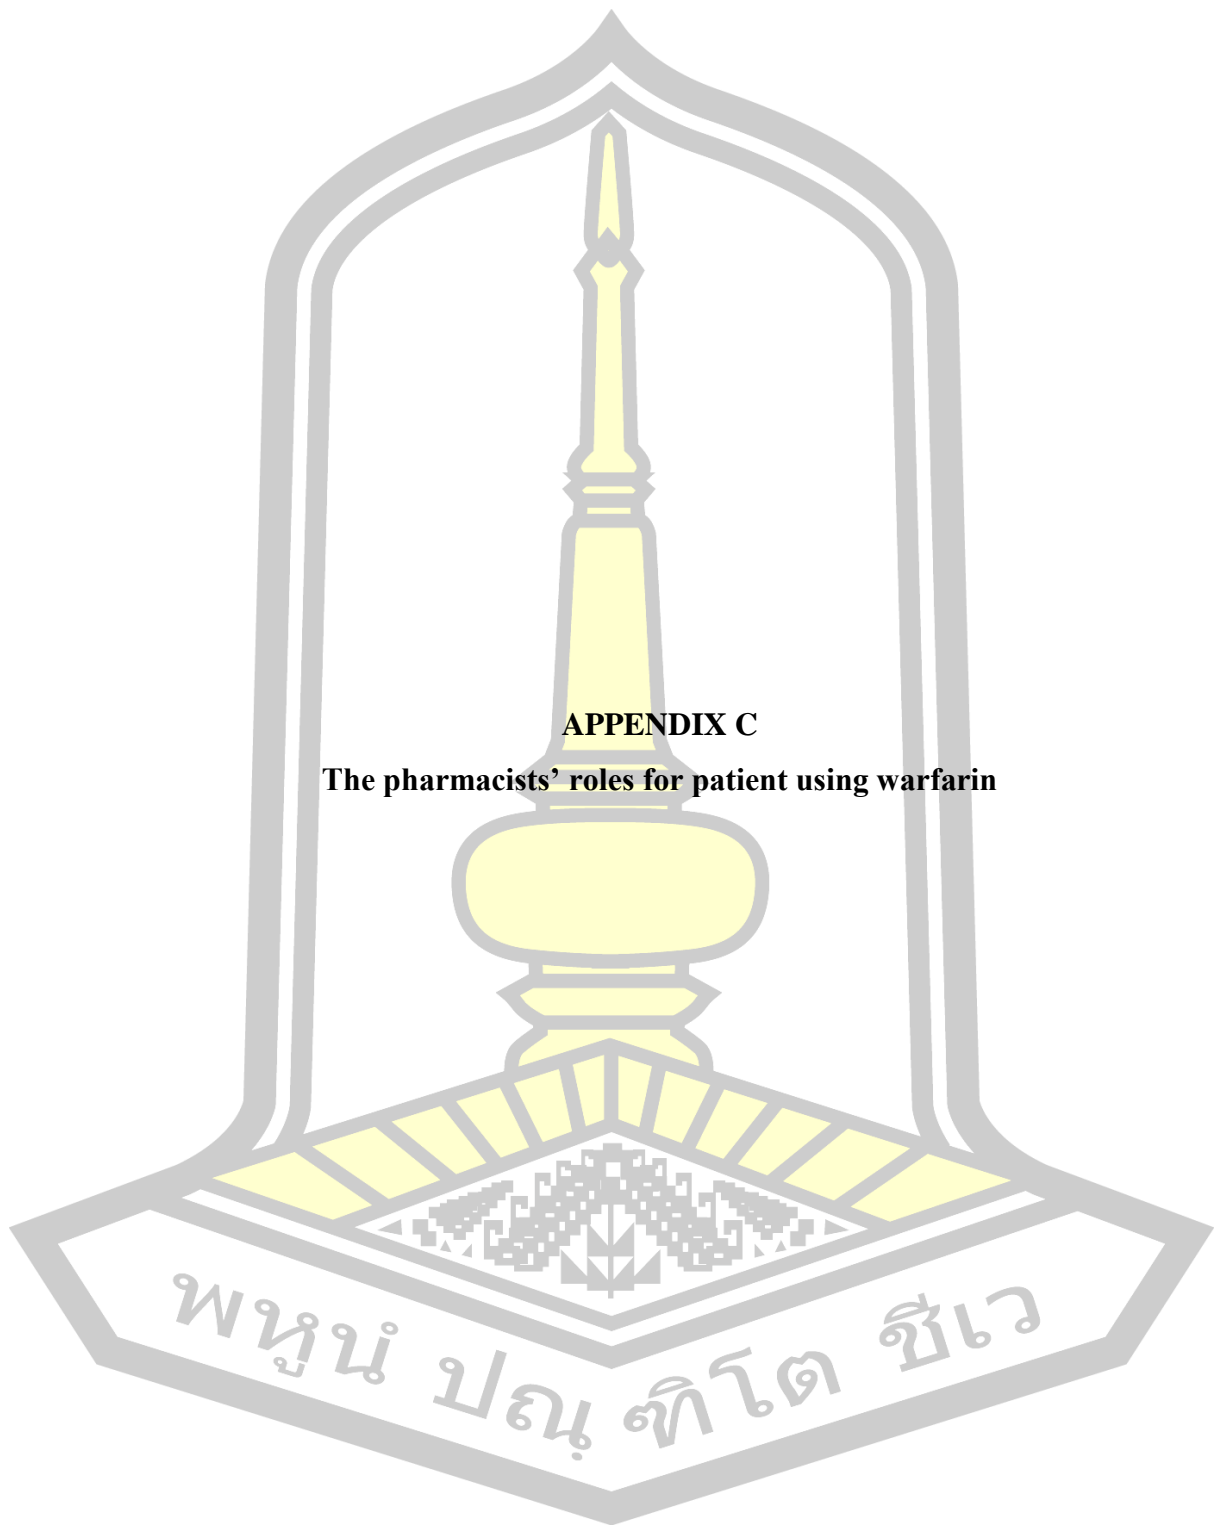 APPENDIX C
The pharmacists’ roles for patient using warfarin
พหูนํ ปณฺฑิโต ชีเว